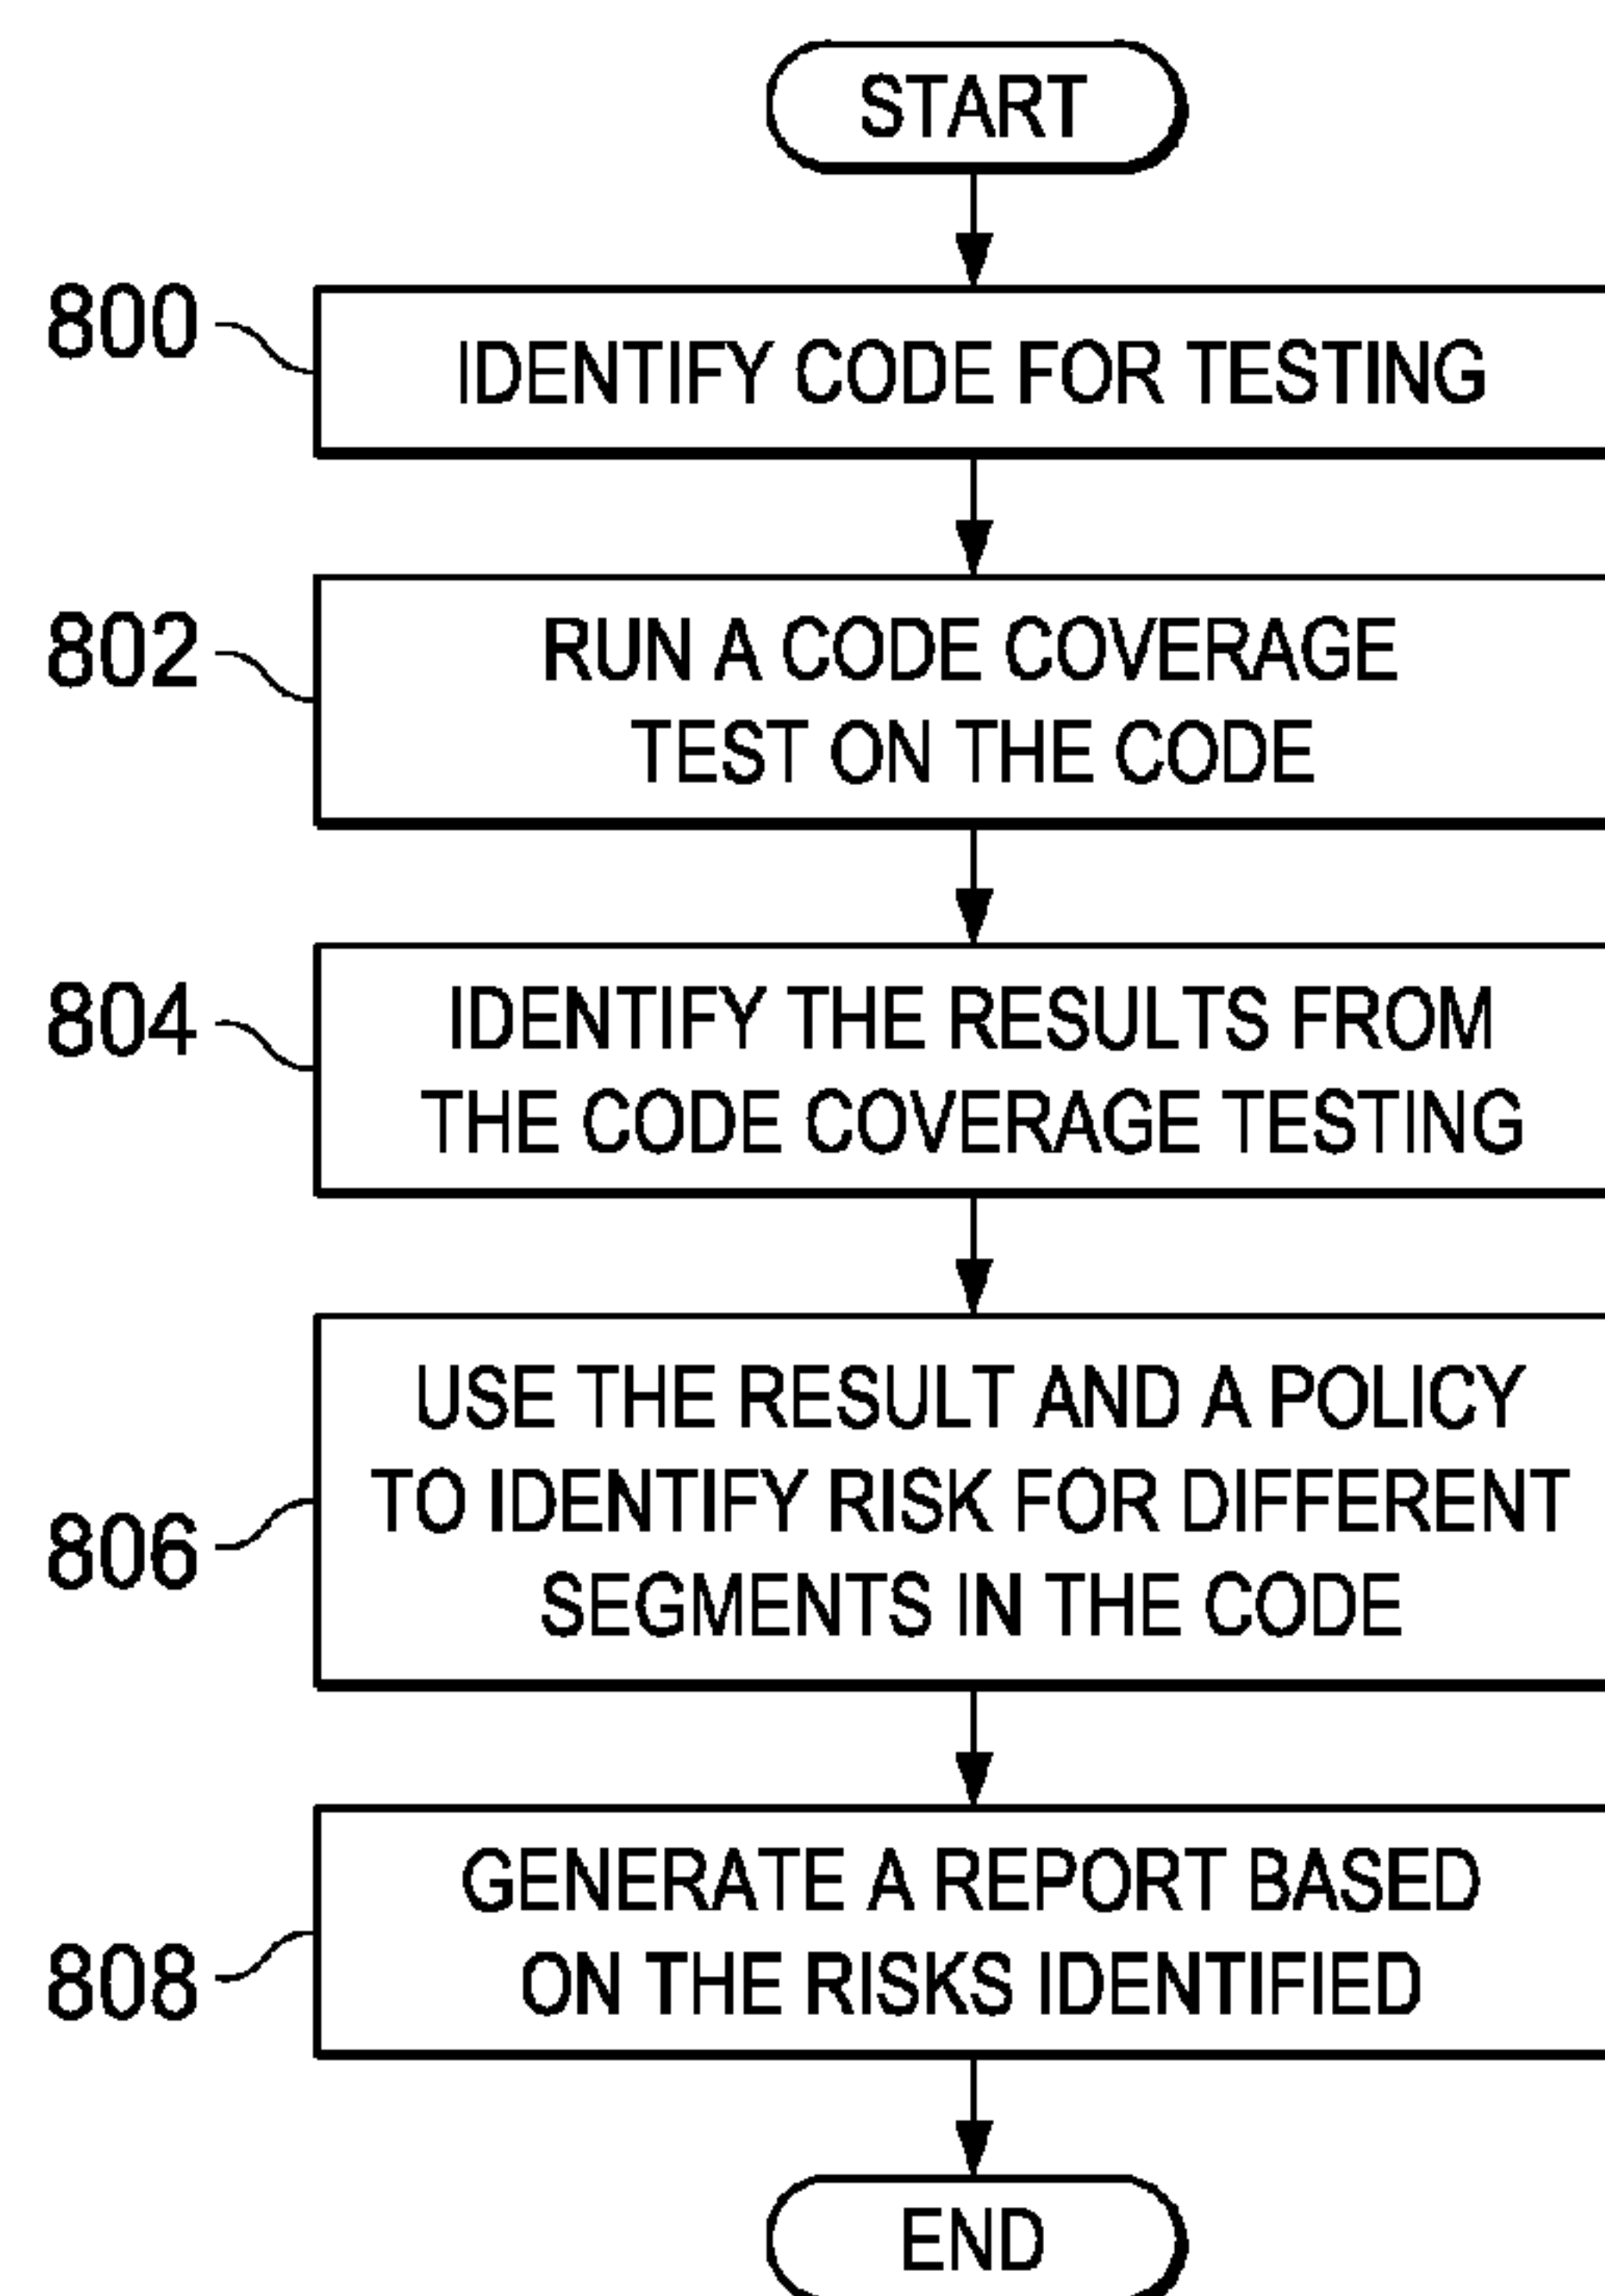 START
800
IDENTIFY CODE FOR TESTING
802
RUN A CODE COVERAGE
TEST ON THE CODE
804
IDENTIFY THE RESULTS FROM
THE CODE COVERAGE TESTING
806
USE THE RESULT AND A POLICY
TO IDENTIFY RISK FOR DIFFERENT
SEGMENTS IN THE CODE
808
GENERATE A REPORT BASED
ON THE RISKS IDENTIFIED
END